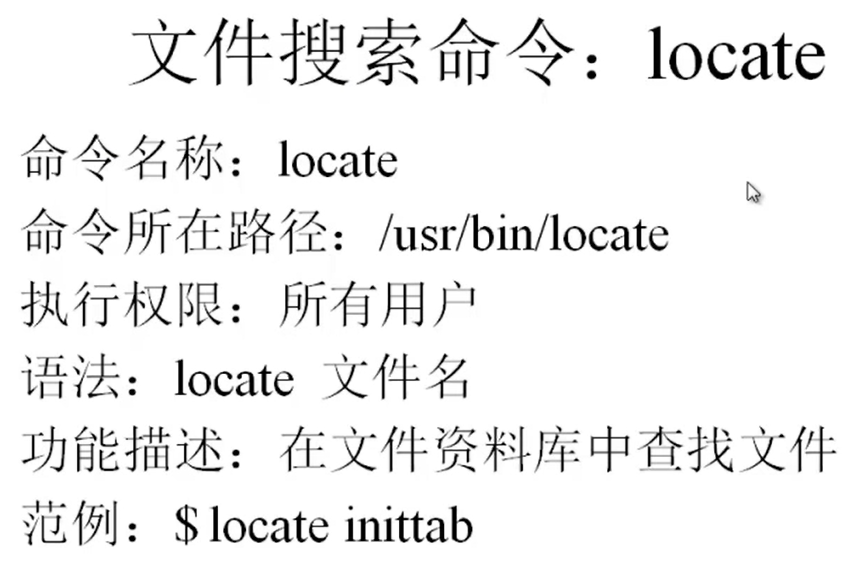 文件搜索命令：locate
命令名称：locate
命令所在路径：/usr/bin/locate
执行权限：所有用户
语法：locate 文件名
功能描述：在文件资料库中查找文件
范例：$ locate inittab